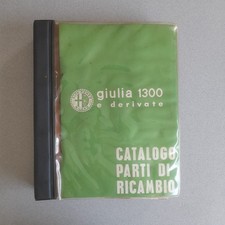 giulia 1300
e derivate
CATALOGO
PARTI DI
RICAMBIO